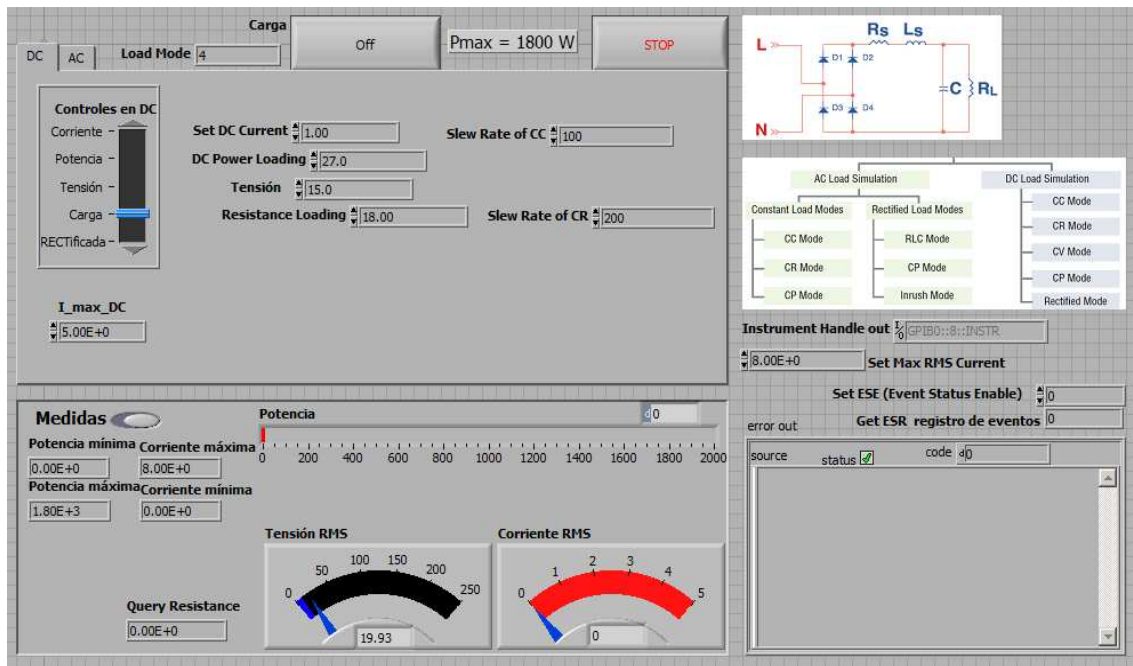 Carga
DC
AC
Load Mode 4
Off
Pmax = 1800 W
STOP
Controles en DC
Corriente
Potencia
Tensión
Carga
RECTificada
Set DC Current 1.00
Slew Rate of CC 100
DC Power Loading 27.0
Tensión 15.0
Resistance Loading 18.00
Slew Rate of CR 200
I_max_DC
5.00E+0
L
N
D1
D2
D3
D4
Rs
Ls
C
RL
AC Load Simulation
DC Load Simulation
Constant Load Modes
Rectified Load Modes
CC Mode
CR Mode
CP Mode
RLC Mode
CP Mode
Inrush Mode
CC Mode
CR Mode
CV Mode
CP Mode
Rectified Mode
Instrument Handle out I/O GPIB0::8::INSTR
8.00E+0 Set Max RMS Current
Set ESE (Event Status Enable) 0
Get ESR registro de eventos 0
error out
source
status
code d0
Medidas
Potencia
d0
0 200 400 600 800 1000 1200 1400 1600 1800 2000
Potencia mínima
0.00E+0
Corriente máxima
8.00E+0
Potencia máxima
1.80E+3
Corriente mínima
0.00E+0
Query Resistance
0.00E+0
Tensión RMS
0 50 100 150 200 250
19.93
Corriente RMS
0 1 2 3 4 5
0